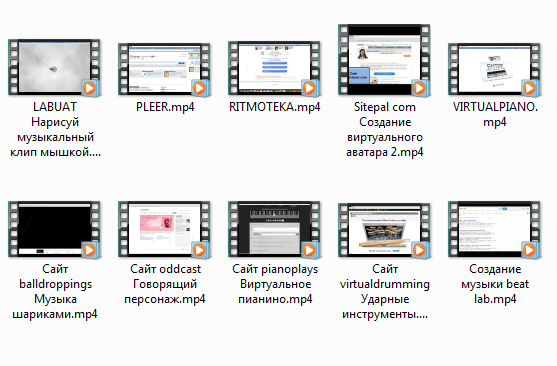 LABUAT
Нарисуй
музыкальный
клип мышкой....
PLEER.mp4
RITMOTEKA.mp4
Sitepal com
Создание
виртуального
аватара 2.mp4
VIRTUALPIANO.
mp4
Сайт
balldroppings
Музыка
шариками.mp4
Сайт oddcast
Говорящий
персонаж.mp4
Сайт pianoplays
Виртуальное
пианино.mp4
Сайт
virtualdrumming
Ударные
инструменты....
Создание
музыки beat
lab.mp4